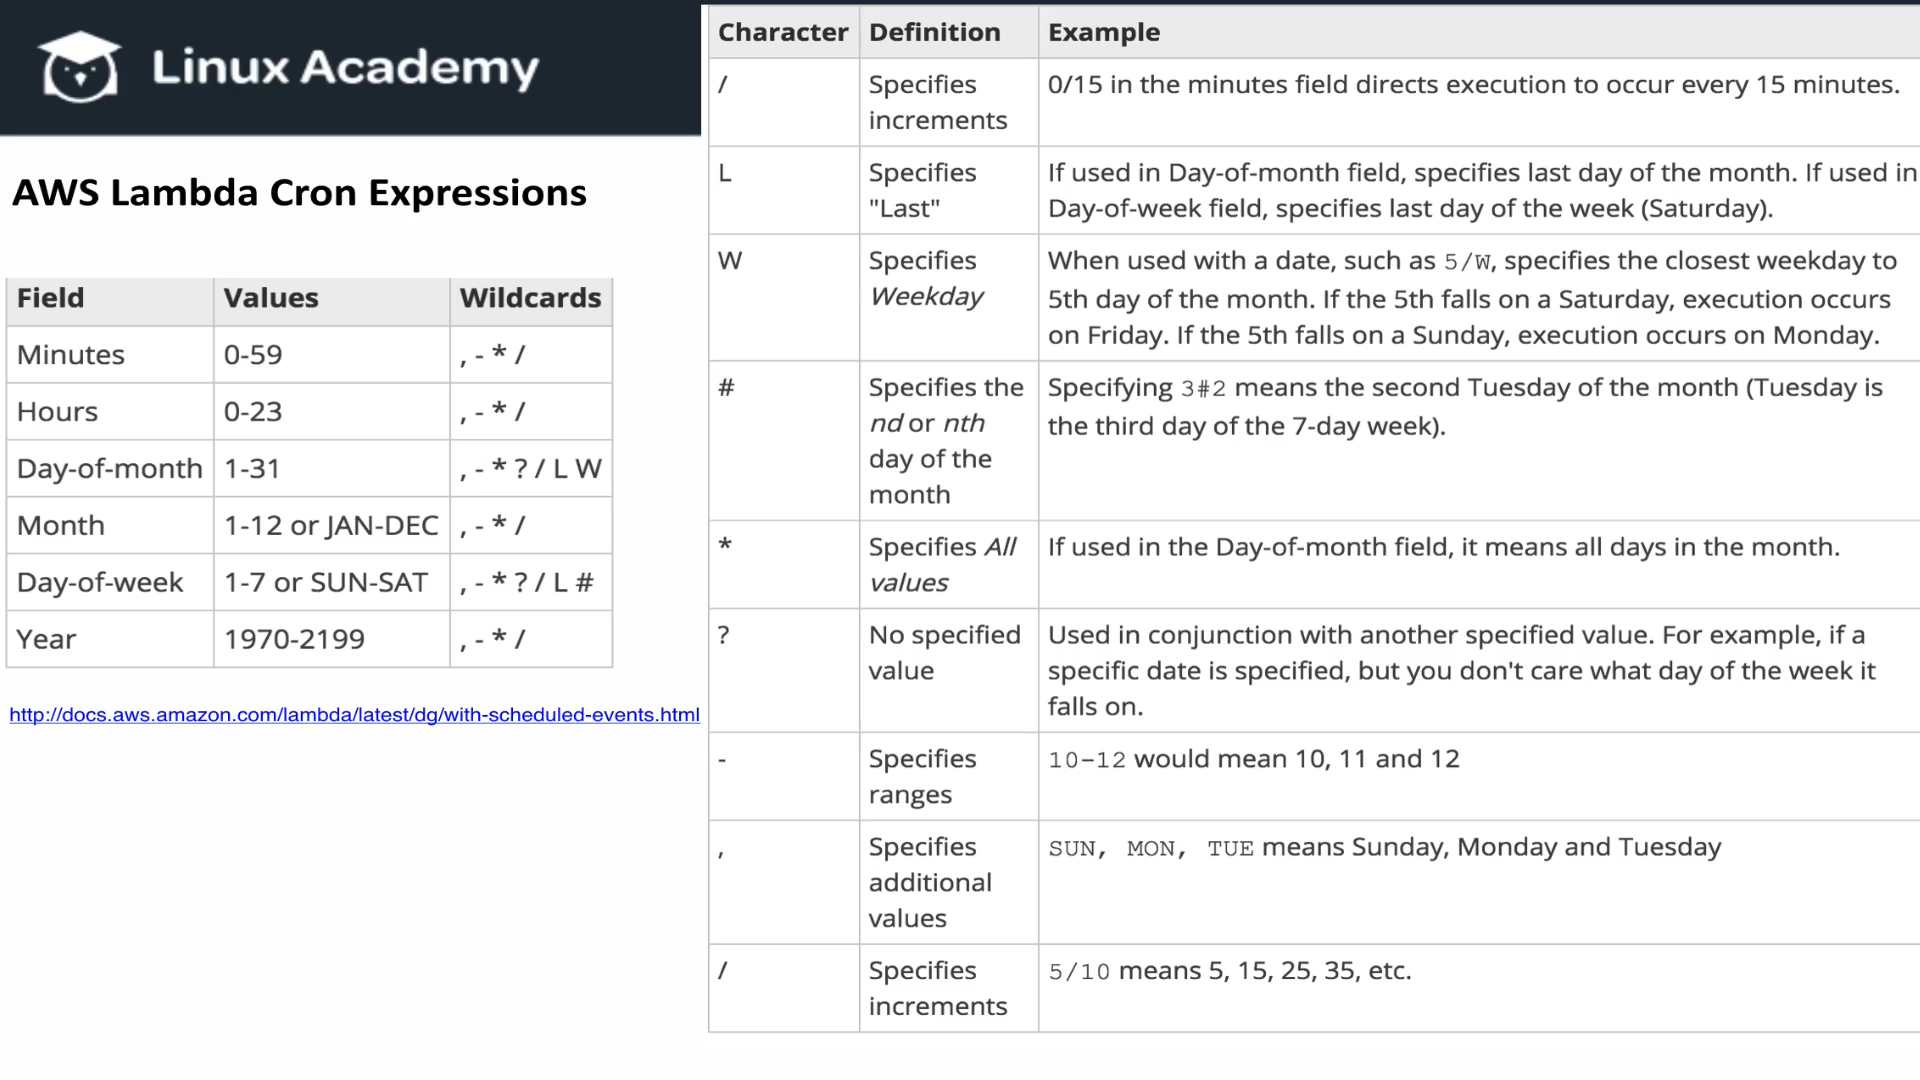 Linux Academy
AWS Lambda Cron Expressions
Field Values Wildcards
Minutes 0-59 , - * /
Hours 0-23 , - * /
Day-of-month 1-31 , - * ? / L W
Month 1-12 or JAN-DEC , - * /
Day-of-week 1-7 or SUN-SAT , - * ? / L #
Year 1970-2199 , - * /
http://docs.aws.amazon.com/lambda/latest/dg/with-scheduled-events.html
Character Definition Example
/ Specifies 0/15 in the minutes field directs execution to occur every 15 minutes.
increments
L Specifies If used in Day-of-month field, specifies last day of the month. If used in
"Last" Day-of-week field, specifies last day of the week (Saturday).
W Specifies When used with a date, such as 5/W, specifies the closest weekday to
Weekday 5th day of the month. If the 5th falls on a Saturday, execution occurs
on Friday. If the 5th falls on a Sunday, execution occurs on Monday.
# Specifies the Specifying 3#2 means the second Tuesday of the month (Tuesday is
nd or nth the third day of the 7-day week).
day of the
month
* Specifies All If used in the Day-of-month field, it means all days in the month.
values
? No specified Used in conjunction with another specified value. For example, if a
value specific date is specified, but you don't care what day of the week it
falls on.
- Specifies 10-12 would mean 10, 11 and 12
ranges
, Specifies SUN, MON, TUE means Sunday, Monday and Tuesday
additional
values
/ Specifies 5/10 means 5, 15, 25, 35, etc.
increments